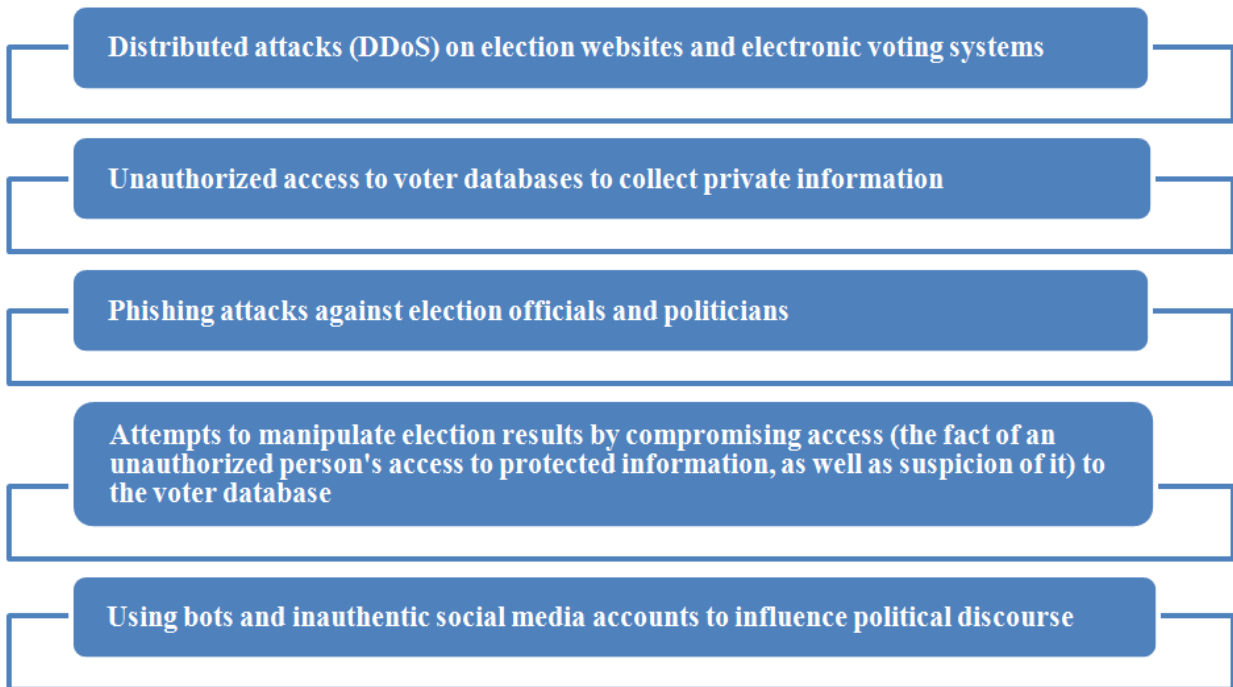 Distributed attacks (DDoS) on election websites and electronic voting systems
Unauthorized access to voter databases to collect private information
Phishing attacks against election officials and politicians
Attempts to manipulate election results by compromising access (the fact of an
unauthorized person's access to protected information, as well as suspicion of it) to
the voter database
Using bots and inauthentic social media accounts to influence political discourse